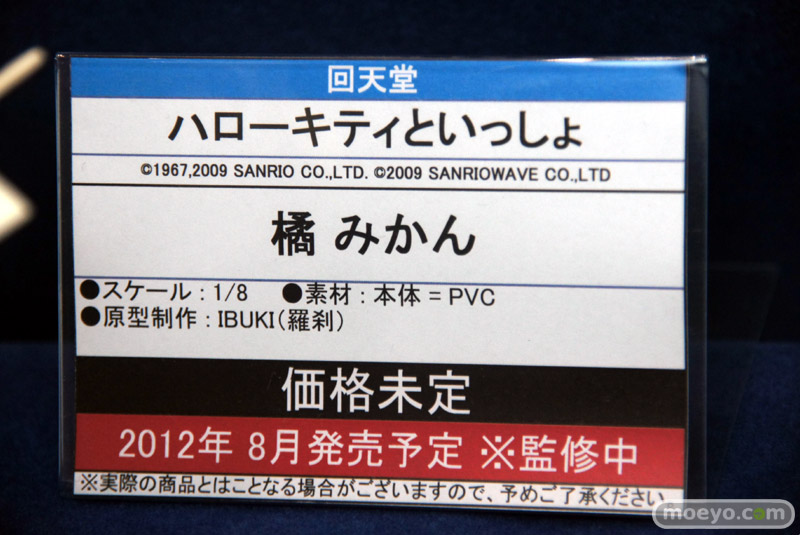 回天堂
ハローキティといっしょ
©1967,2009 SANRIO CO.,LTD. ©2009 SANRIOWAVE CO.,LTD
橘 みかん
●スケール : 1/8 ●素材 : 本体 = PVC
●原型制作 : IBUKI(羅刹)
価格未定
2012年 8月発売予定 ※監修中
※実際の商品とはことなる場合がございますので、予めご了承ください。
moeyo.com